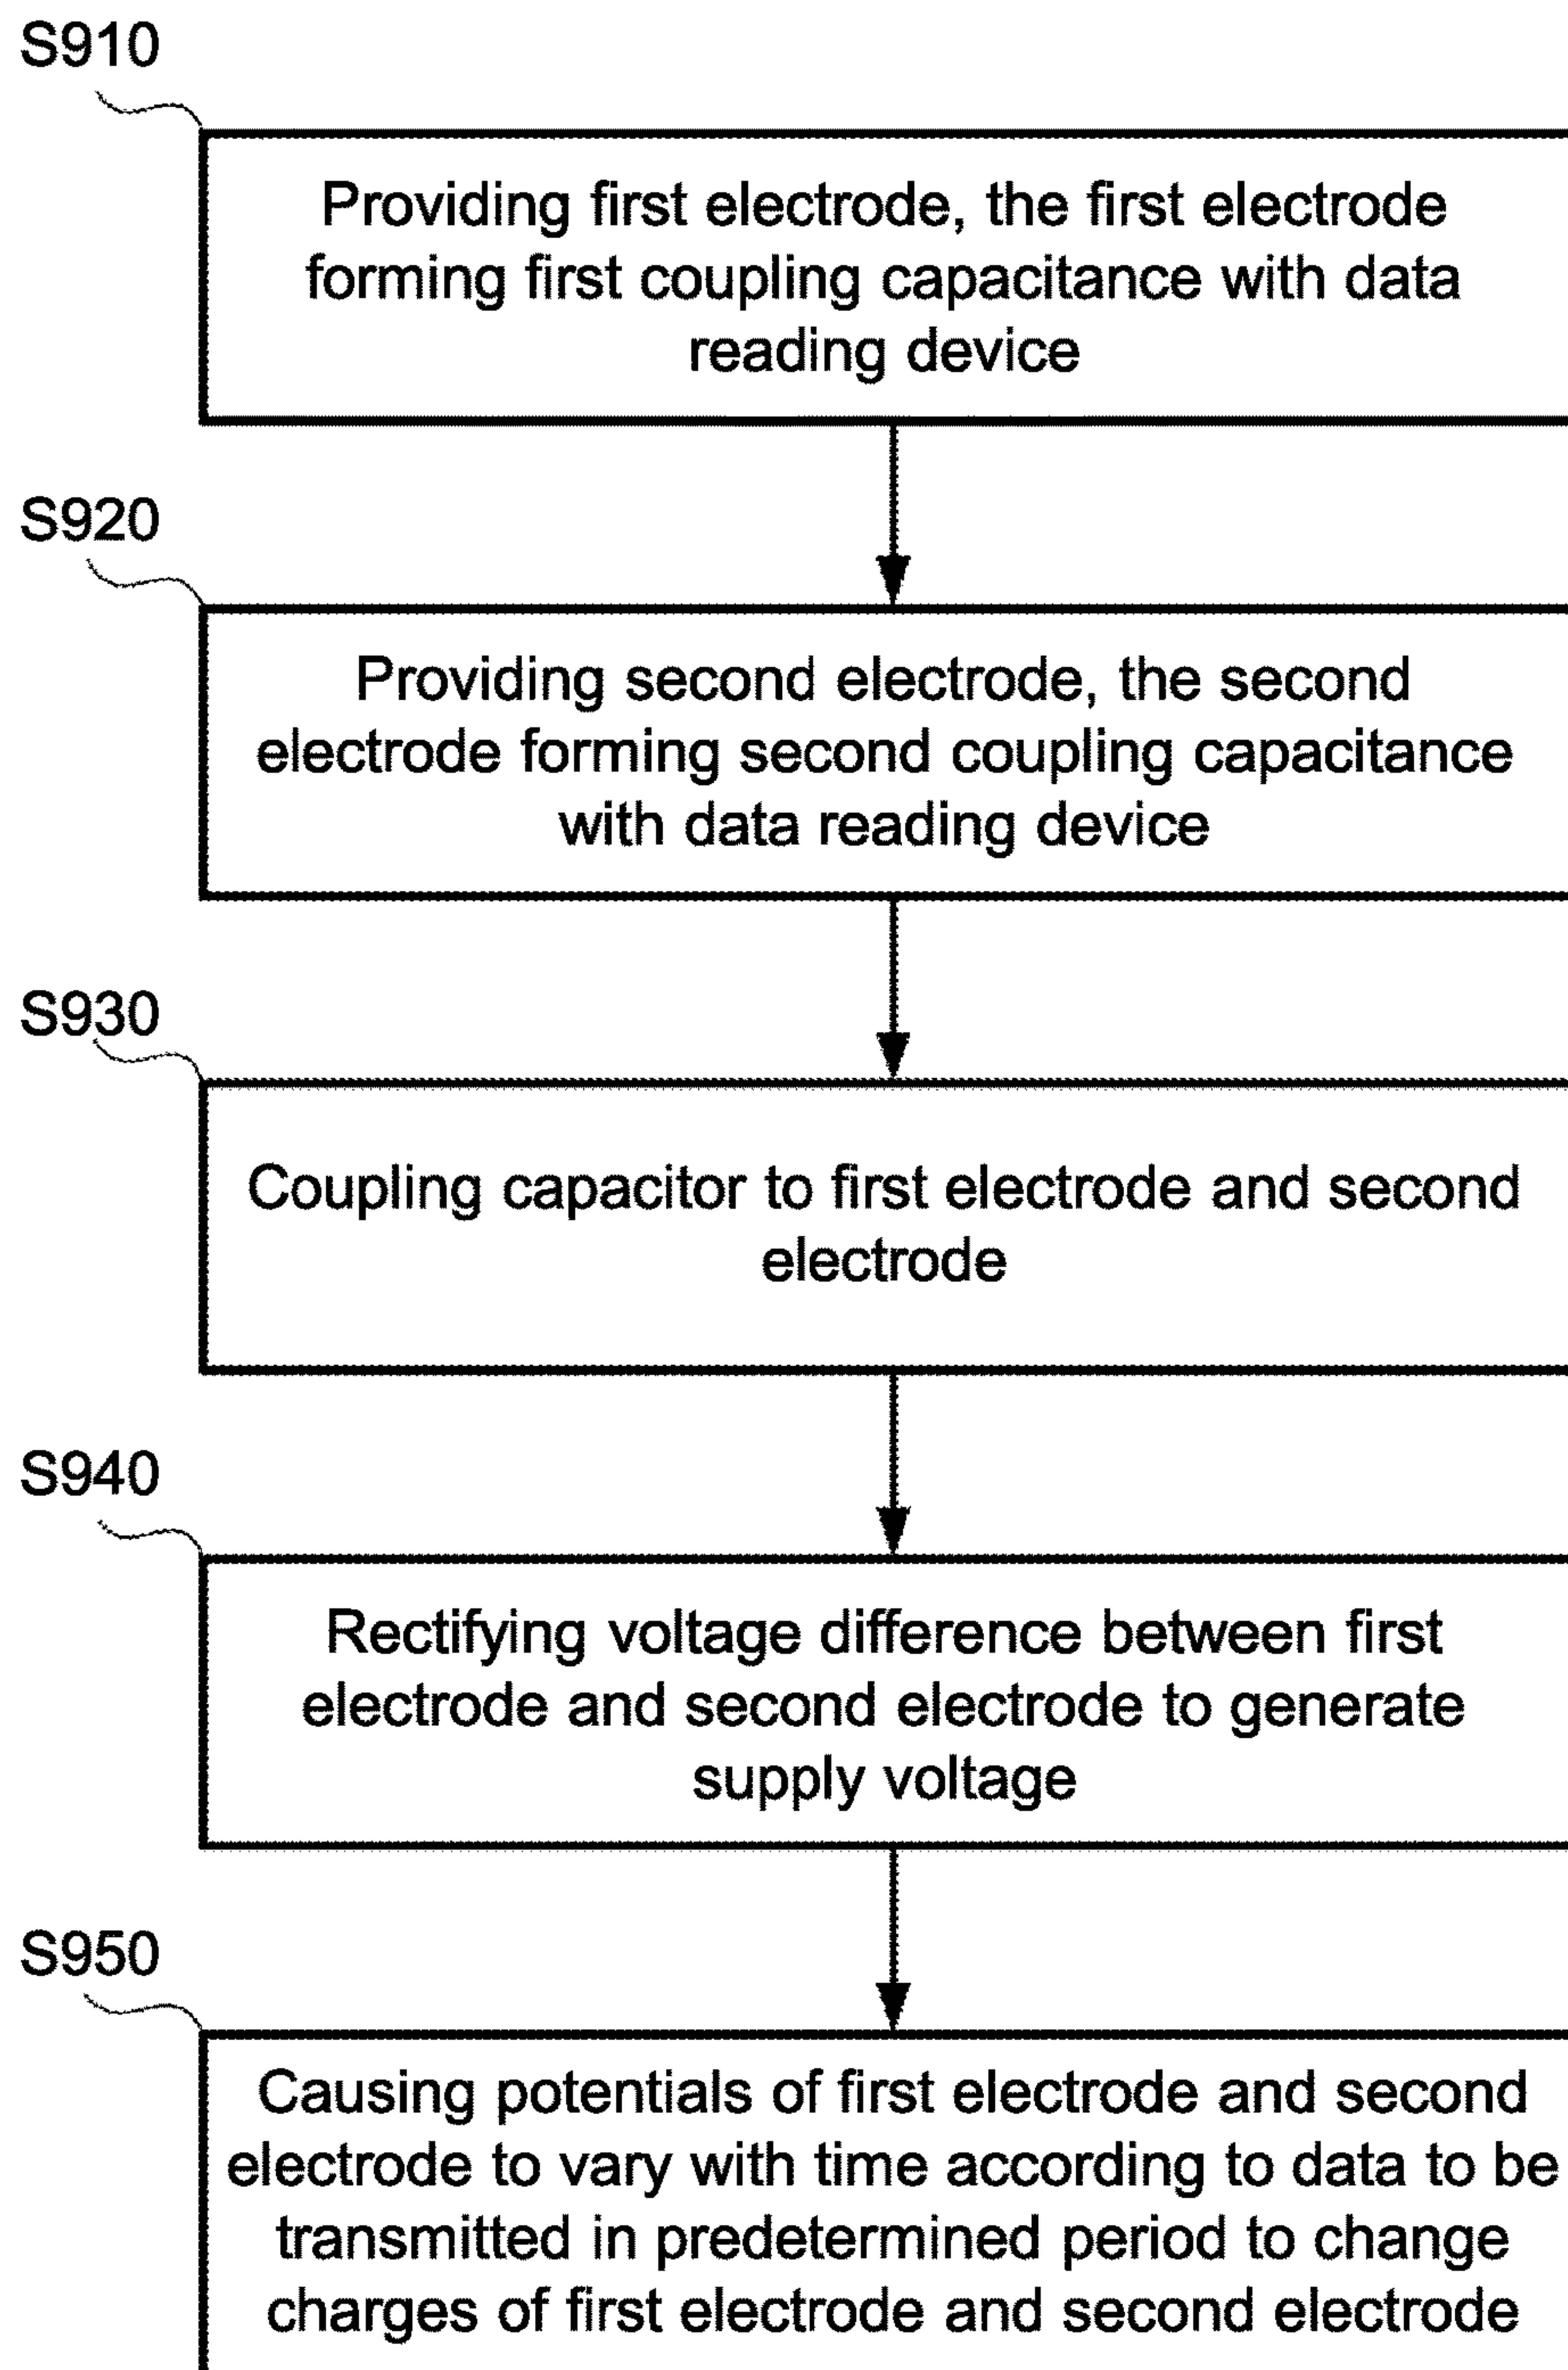 S910
Providing first electrode, the first electrode
forming first coupling capacitance with data
reading device
S920
Providing second electrode, the second
electrode forming second coupling capacitance
with data reading device
S930
Coupling capacitor to first electrode and second
electrode
S940
Rectifying voltage difference between first
electrode and second electrode to generate
supply voltage
S950
Causing potentials of first electrode and second
electrode to vary with time according to data to be
transmitted in predetermined period to change
charges of first electrode and second electrode